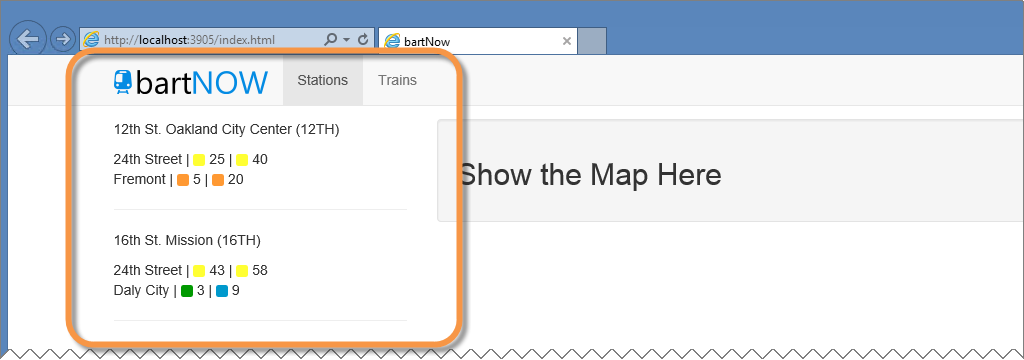 http://localhost:3905/index.html
bartNow
bartNOW Stations Trains
12th St. Oakland City Center (12TH)
24th Street | 25 | 40
Fremont | 5 | 20
Show the Map Here
16th St. Mission (16TH)
24th Street | 43 | 58
Daly City | 3 | 9